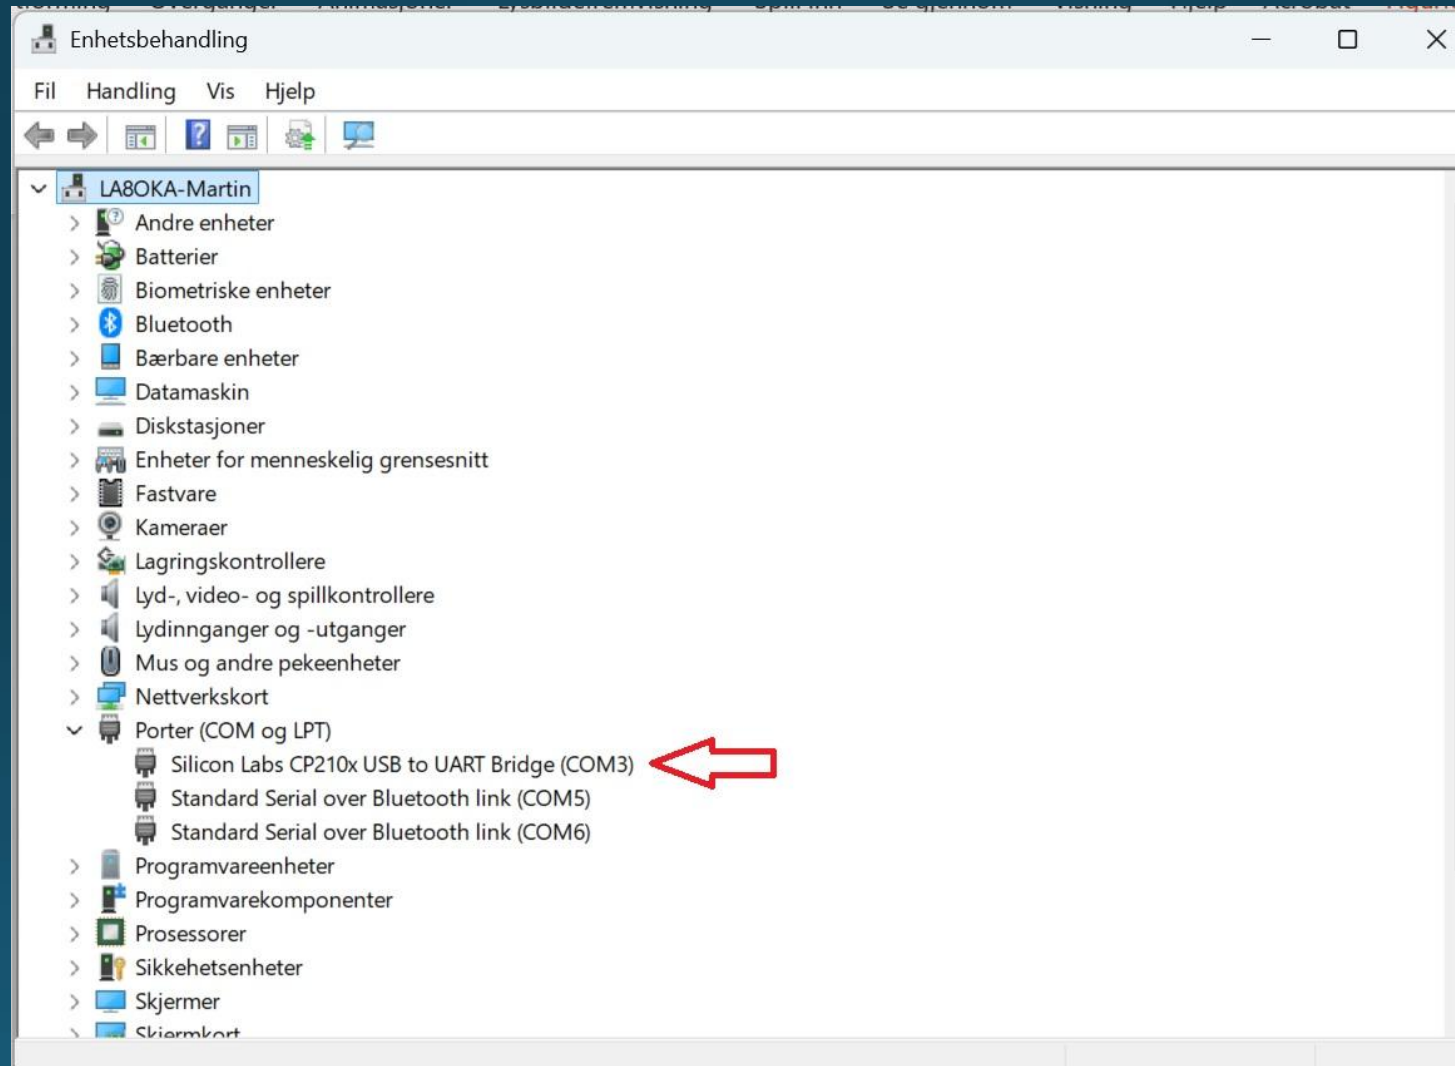 Enhetsbehandling
Fil Handling Vis Hjelp
LA8OKA-Martin
Andre enheter
Batterier
Biometriske enheter
Bluetooth
Bærbare enheter
Datamaskin
Diskstasjoner
Enheter for menneskelig grensesnitt
Fastvare
Kameraer
Lagringskontrollere
Lyd-, video- og spillkontrollere
Lydinnganger og -utganger
Mus og andre pekeenheter
Nettverkskort
Porter (COM og LPT)
Silicon Labs CP210x USB to UART Bridge (COM3)
Standard Serial over Bluetooth link (COM5)
Standard Serial over Bluetooth link (COM6)
Programvareenheter
Programvarekomponenter
Prosessorer
Sikkehetsenheter
Skjermer
Skjermkort